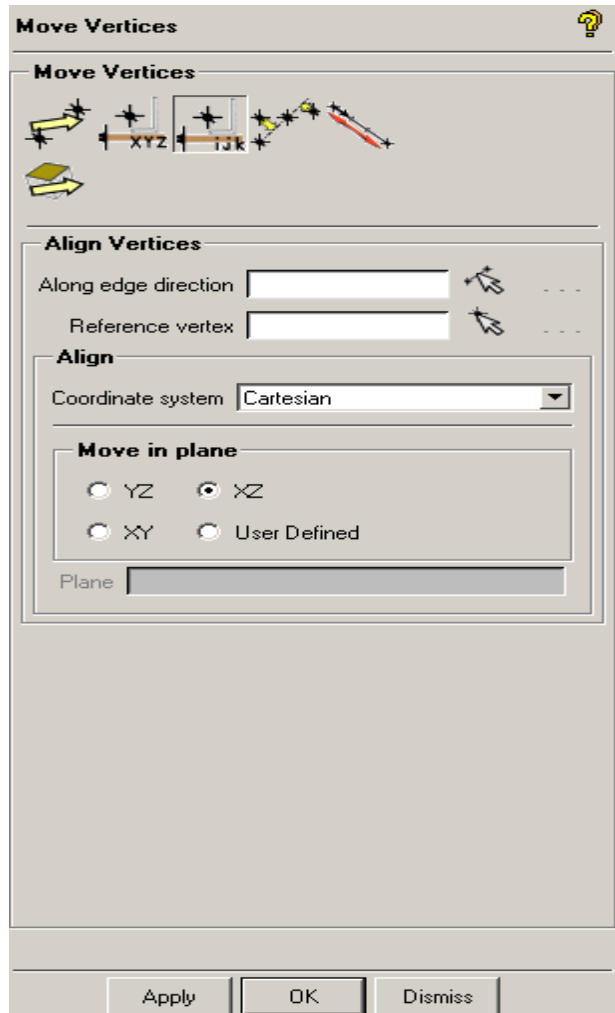 Move Vertices
Move Vertices
XYZ ijk
Align Vertices
Along edge direction
Reference vertex
Align
Coordinate system Cartesian
Move in plane
YZ XZ
XY User Defined
Plane
Apply OK Dismiss